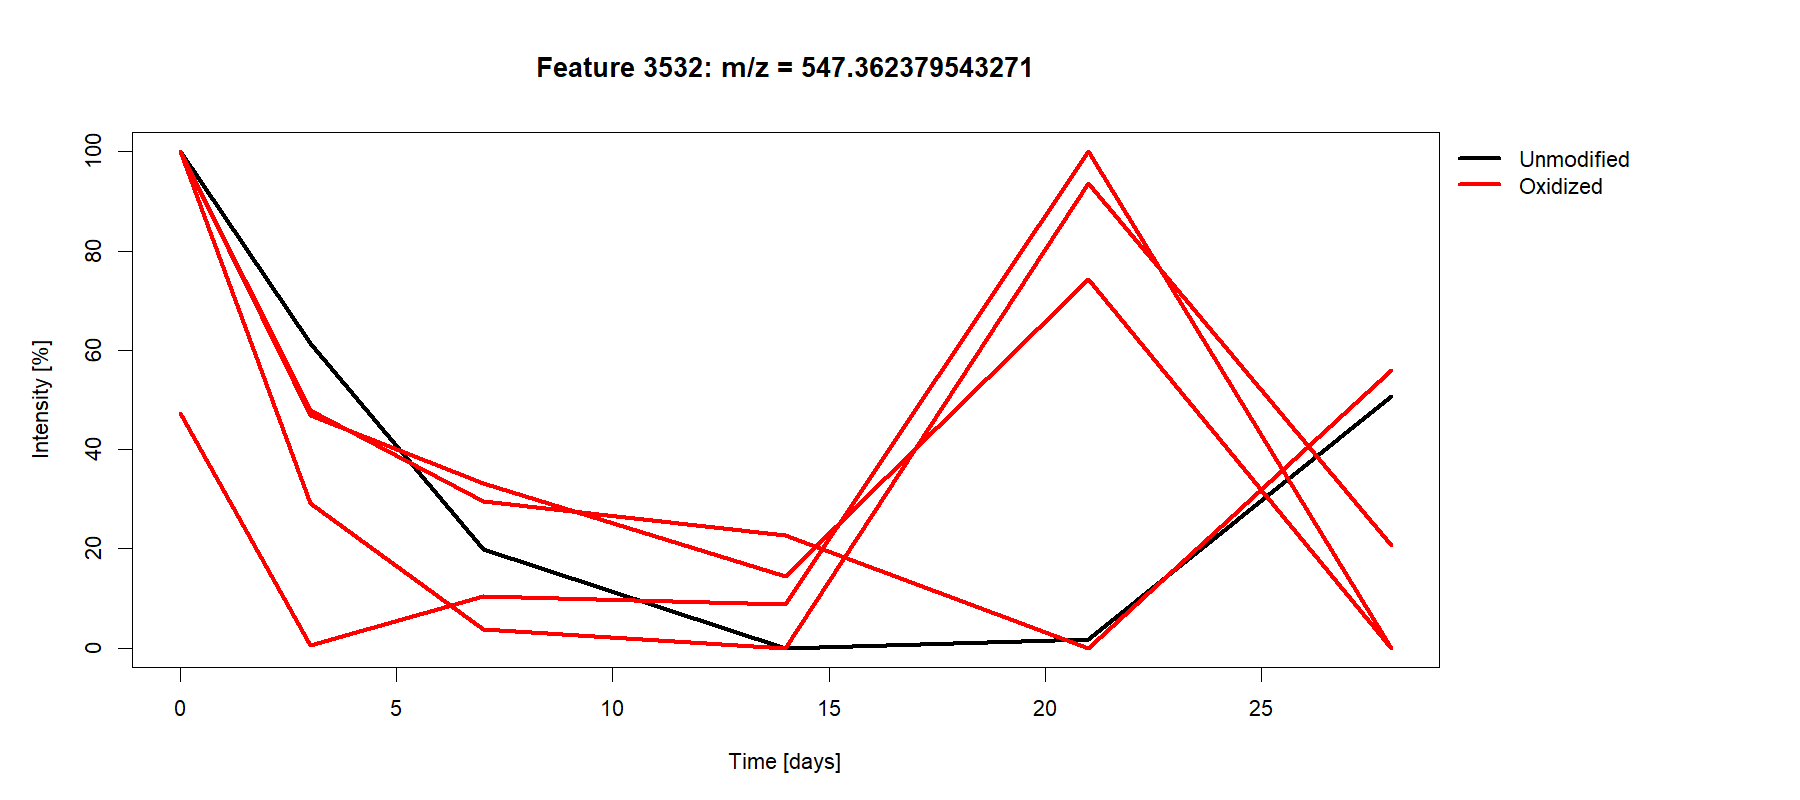 Feature 3532: m/z = 547.362379543271
Unmodified
Oxidized
100
80
60
40
20
0
Intensity [%]
0 5 10 15 20 25
Time [days]